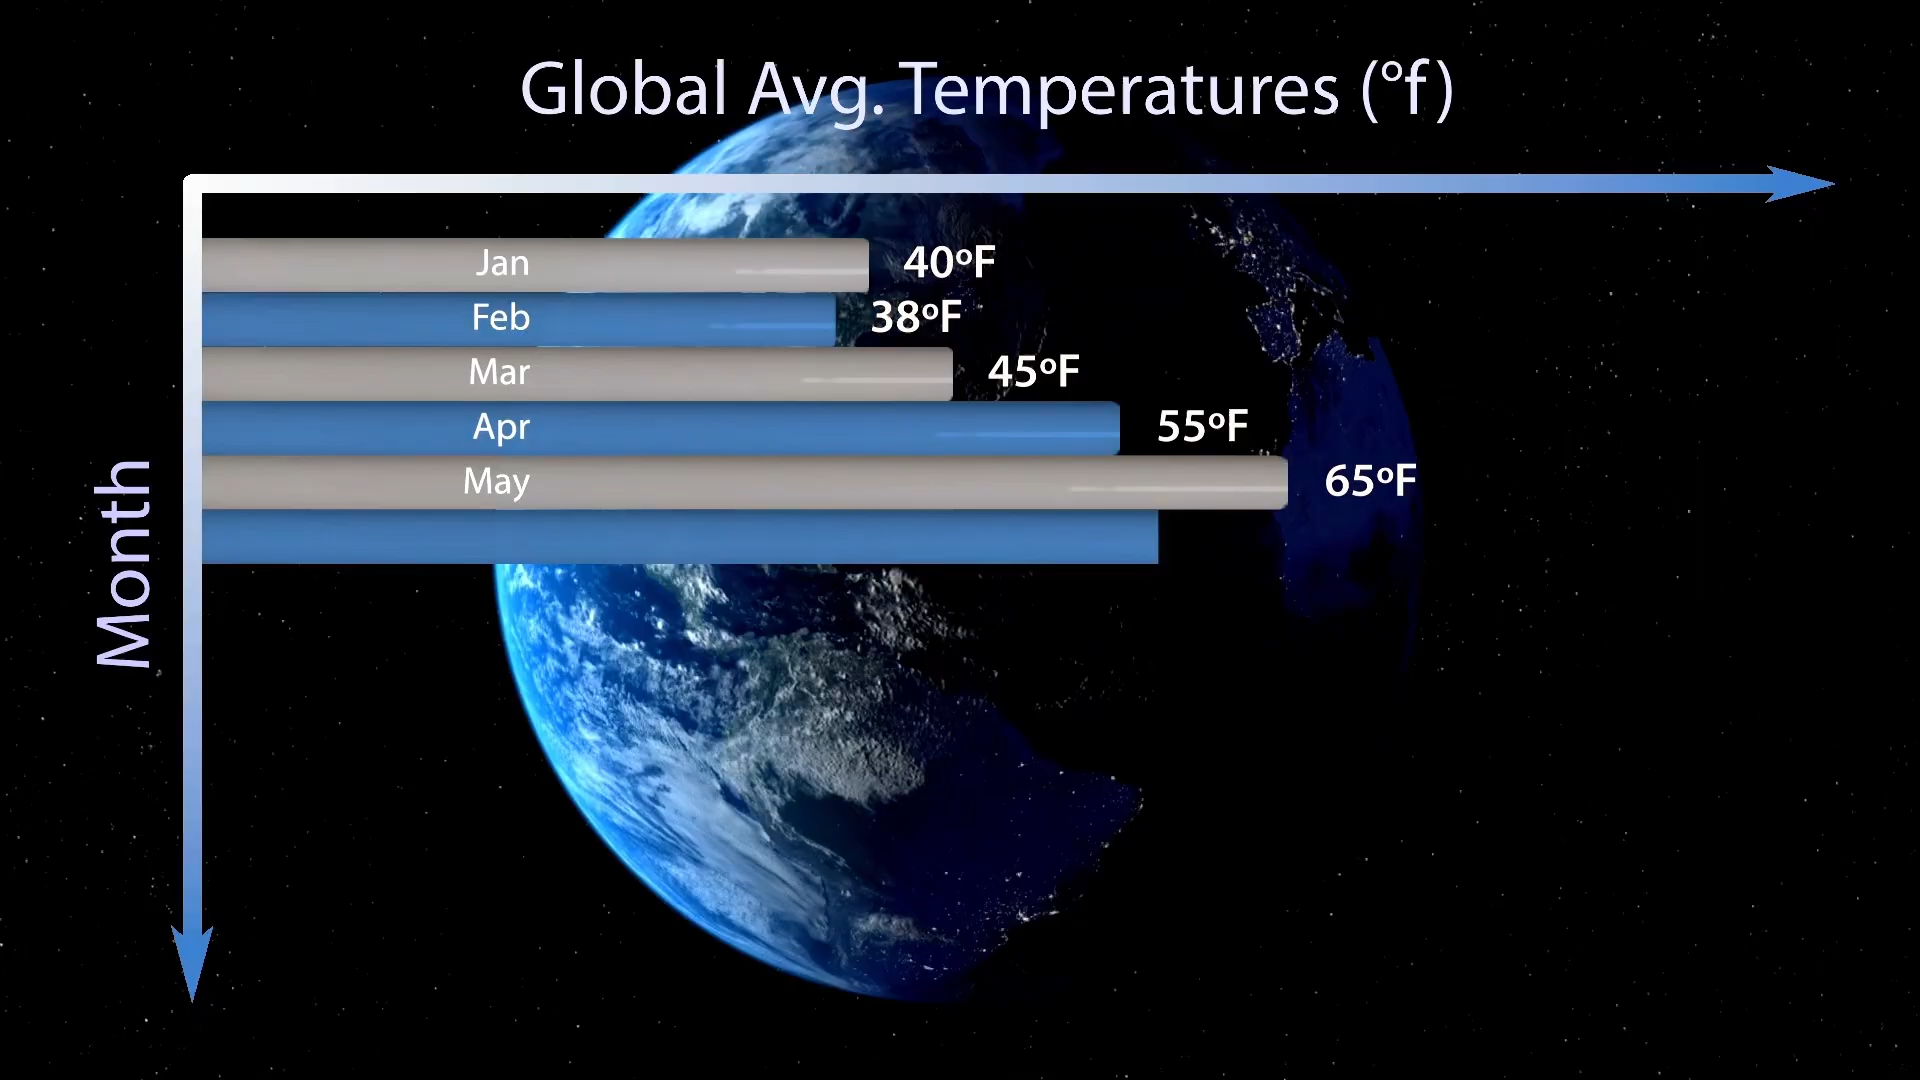 Global Avg. Temperatures (°f)
Jan 40ºF
Feb 38ºF
Mar 45ºF
Apr 55ºF
May 65ºF
Month